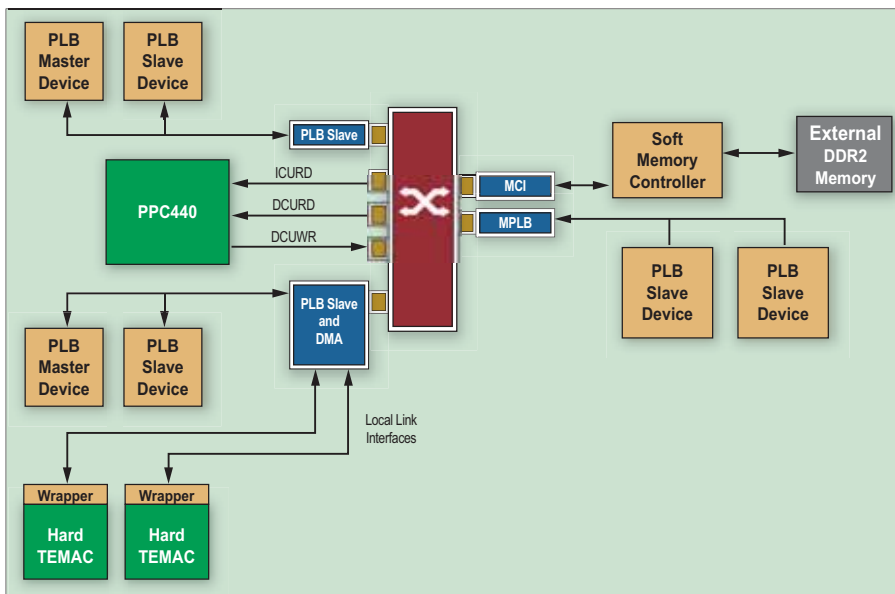 PLB
Master
Device
PLB
Slave
Device
PLB Slave
PPC440
ICURD
DCURD
DCUWR
MCI
MPLB
Soft
Memory
Controller
External
DDR2
Memory
PLB
Slave
Device
PLB
Slave
Device
PLB Slave
and
DMA
PLB
Master
Device
PLB
Slave
Device
Local Link
Interfaces
Wrapper
Hard
TEMAC
Wrapper
Hard
TEMAC